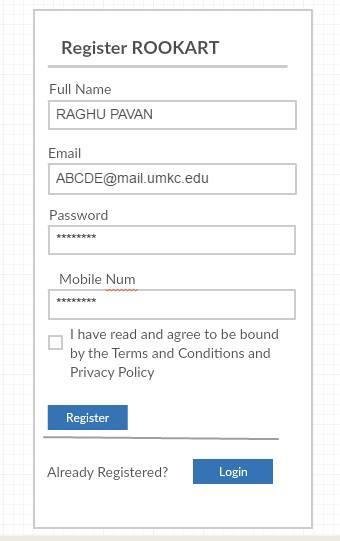 Register ROOKART
Full Name
RAGHU PAVAN
Email
ABCDE@mail.umkc.edu
Password
********
Mobile Num
********
I have read and agree to be bound
by the Terms and Conditions and
Privacy Policy
Register
Already Registered? Login